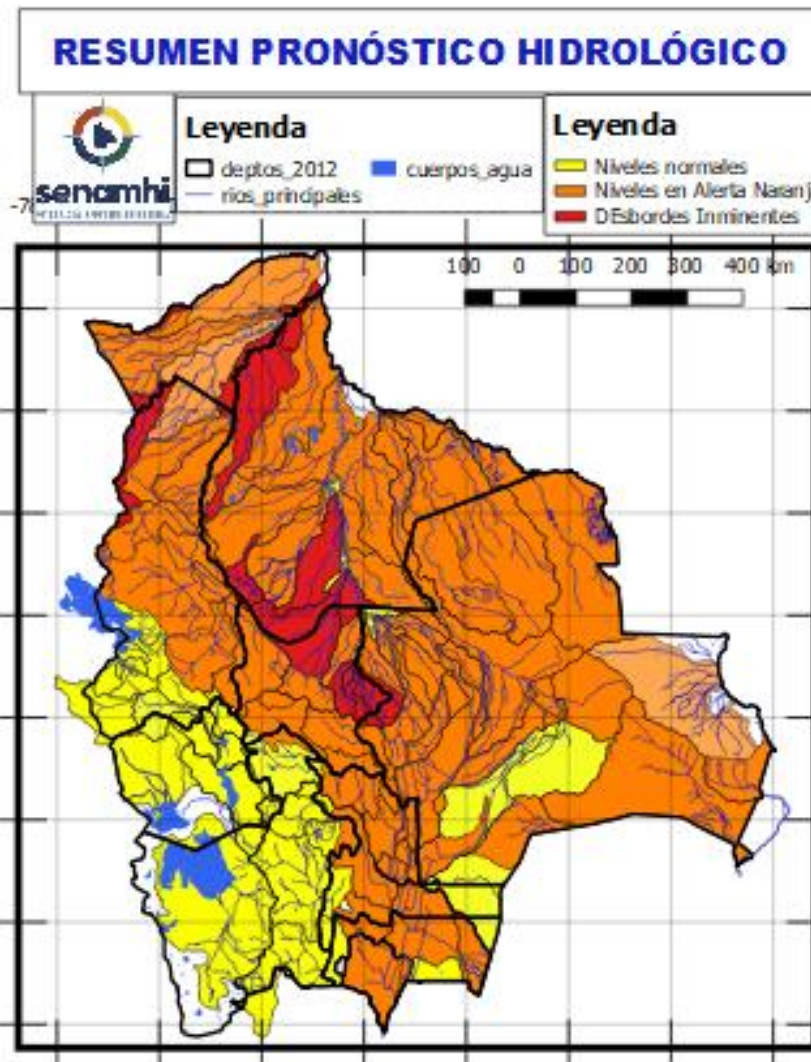 RESUMEN PRONÓSTICO HIDROLÓGICO
senamhi
Leyenda
deptos_2012
cuerpos_agua
rios_principales
Leyenda
Niveles normales
Niveles en Alerta Naranj
DEsbordes Inminentes
100 0 100 200 300 400 km